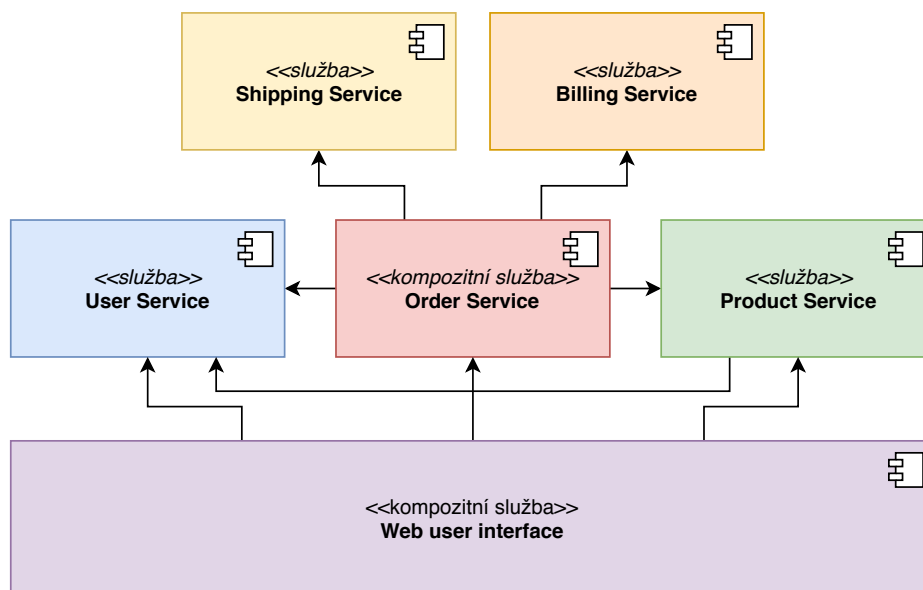 <<služba>>
Shipping Service
<<služba>>
Billing Service
<<služba>>
User Service
<<kompozitní služba>>
Order Service
<<služba>>
Product Service
<<kompozitní služba>>
Web user interface